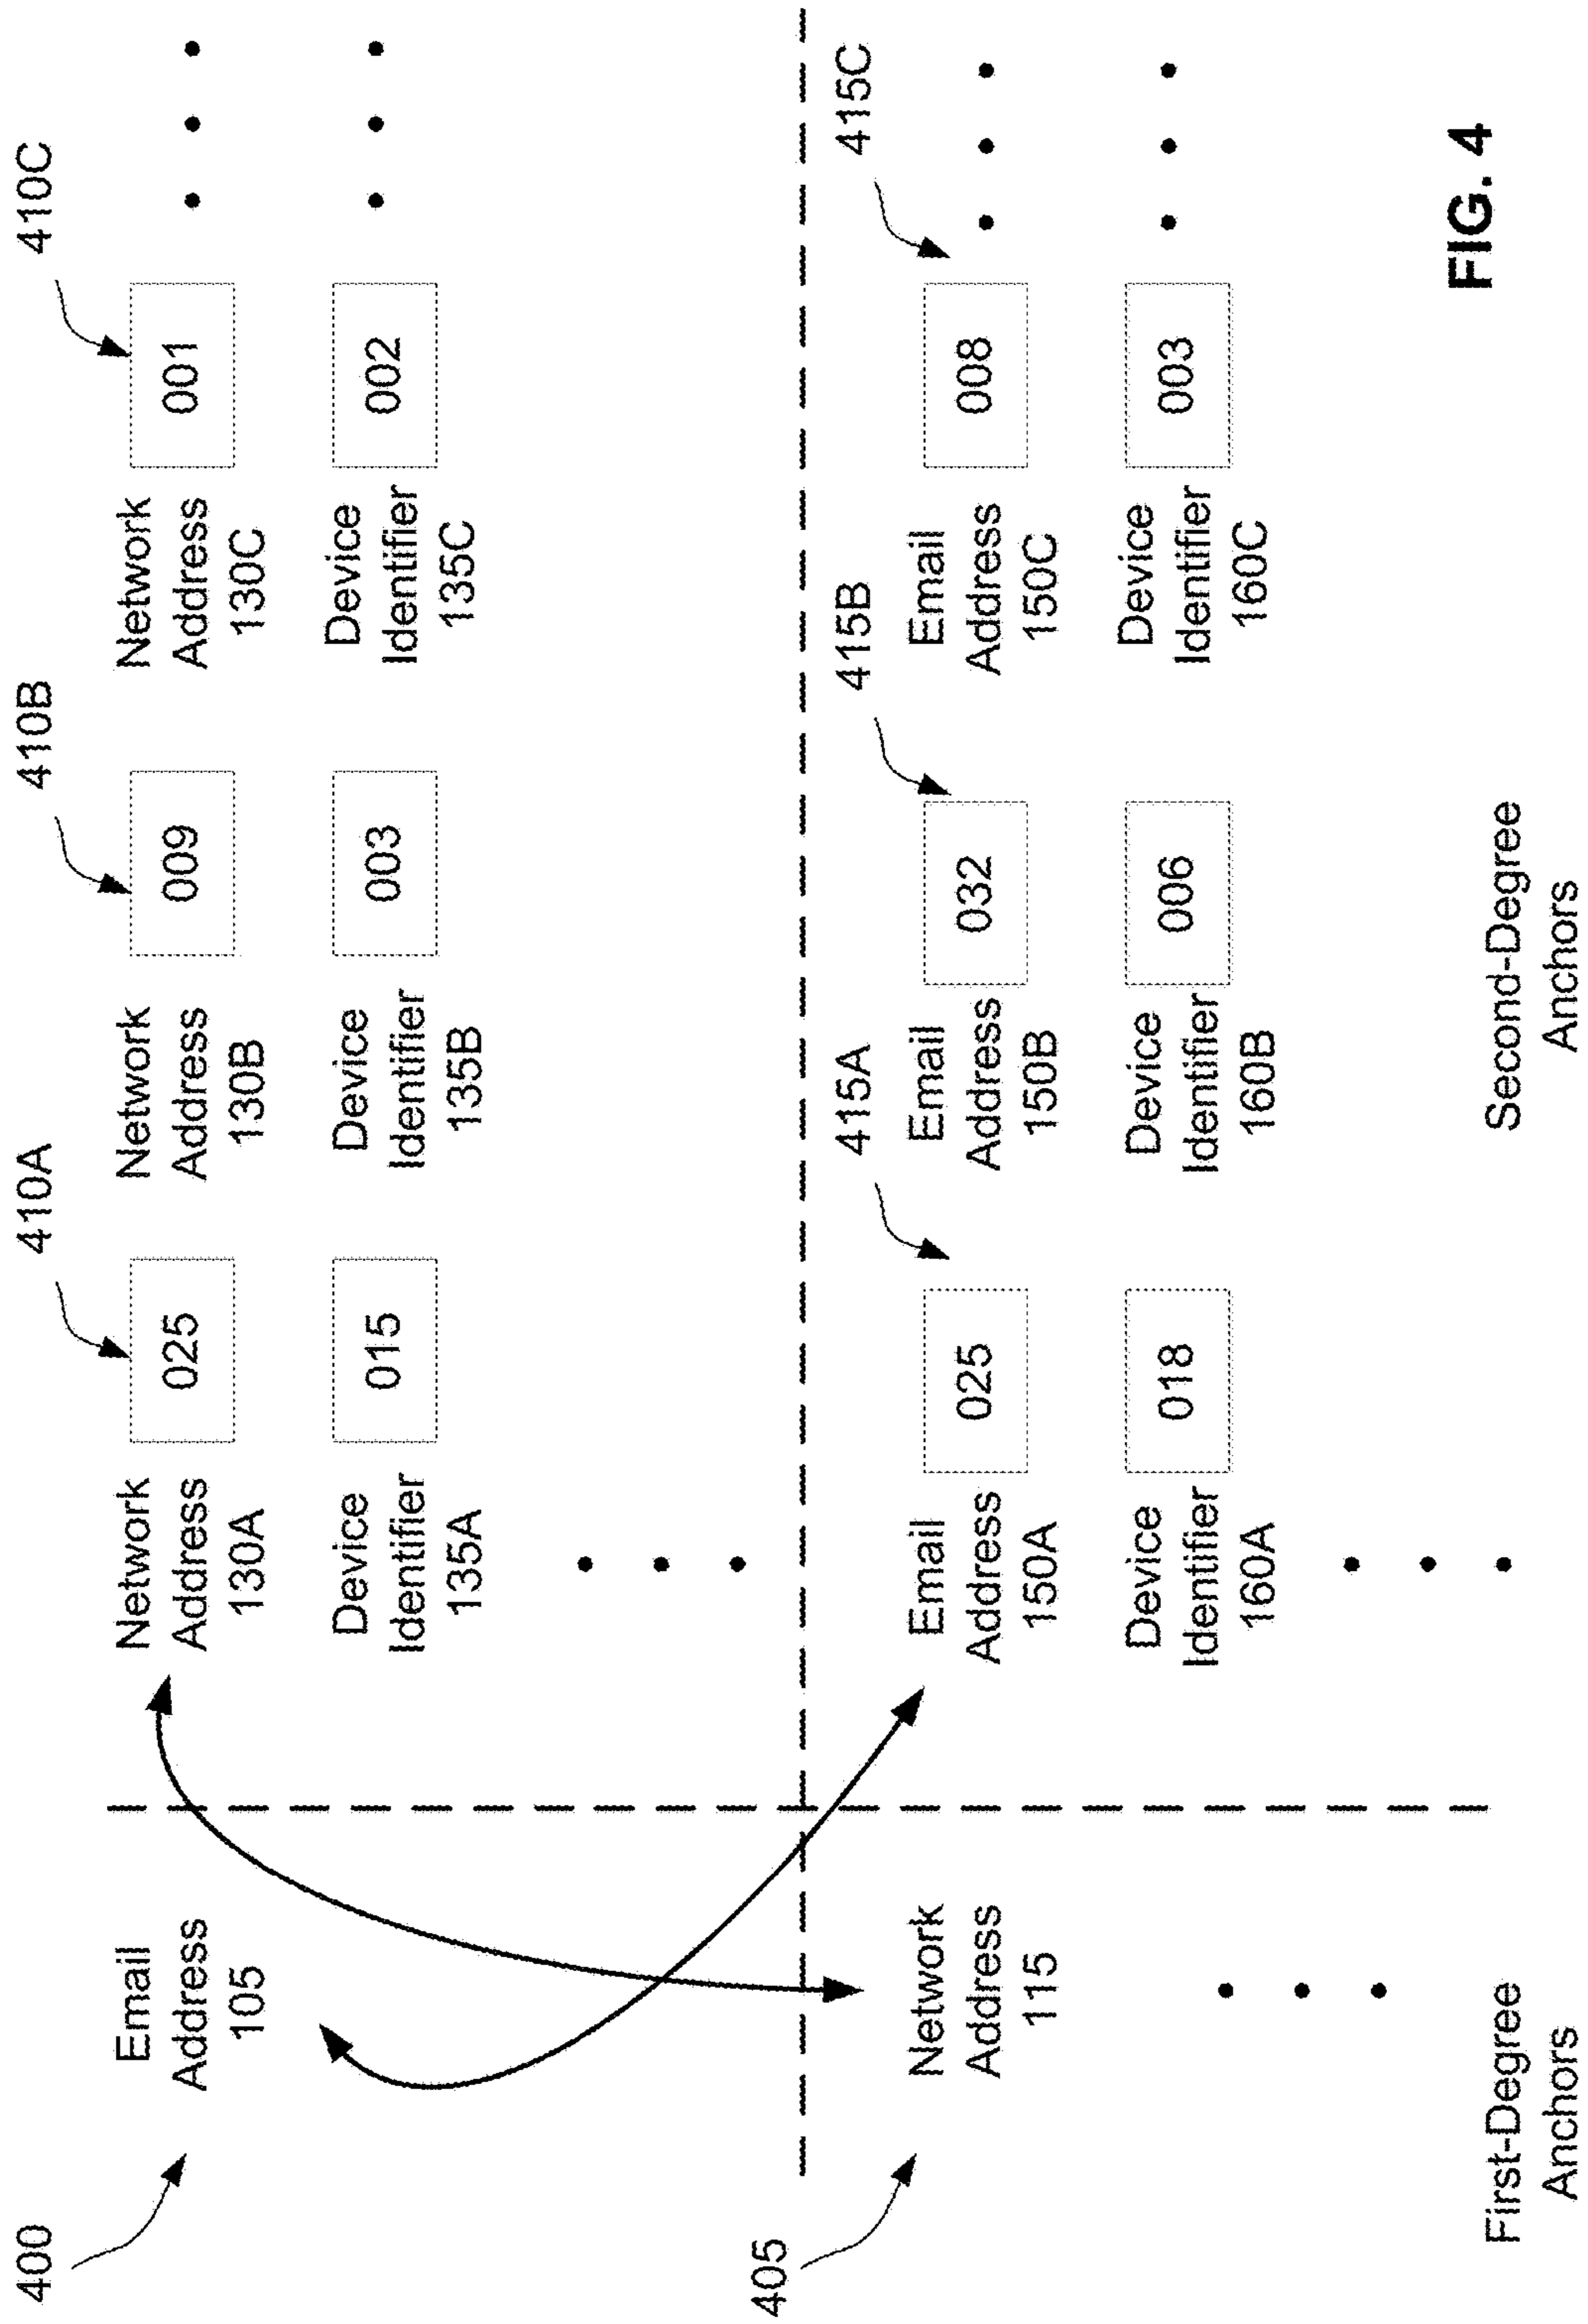 400
Email
Address
105
410A
Network
Address
130A
025
410B
Network
Address
130B
009
410C
Network
Address
130C
001
Device
Identifier
135A
015
Device
Identifier
135B
003
Device
Identifier
135C
002
405
Network
Address
115
415A
Email
Address
150A
025
415B
Email
Address
150B
032
415C
Email
Address
150C
008
Device
Identifier
160A
018
Device
Identifier
160B
006
Device
Identifier
160C
003
First-Degree
Anchors
Second-Degree
Anchors
FIG. 4